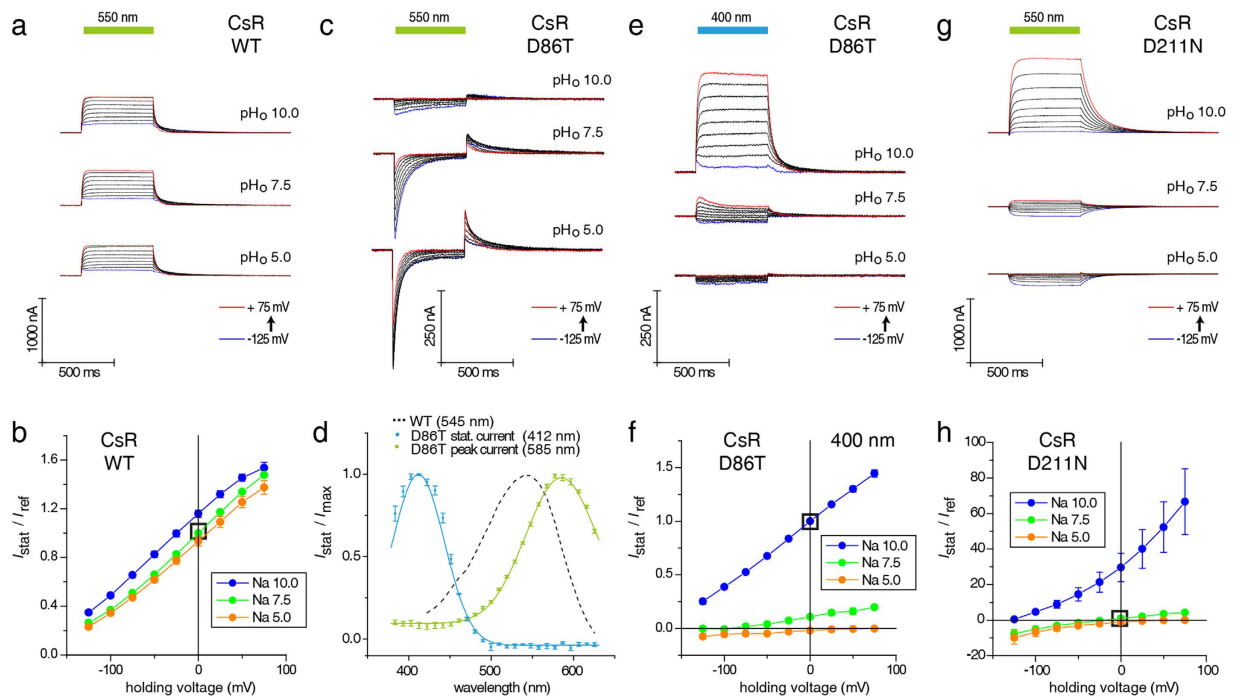 a
550 nm
CsR
WT
pHO 10.0
pHO 7.5
pHO 5.0
1000 nA
500 ms
+ 75 mV
-125 mV
c
550 nm
CsR
D86T
pHO 10.0
pHO 7.5
pHO 5.0
250 nA
500 ms
+ 75 mV
-125 mV
e
400 nm
CsR
D86T
pHO 10.0
pHO 7.5
pHO 5.0
250 nA
500 ms
+ 75 mV
-125 mV
g
550 nm
CsR
D211N
pHO 10.0
pHO 7.5
pHO 5.0
1000 nA
500 ms
+ 75 mV
-125 mV
b
CsR
WT
Istat / Iref
1.6
1.2
0.8
0.4
0.0
Na 10.0
Na 7.5
Na 5.0
-100 0 100
holding voltage (mV)
d
WT (545 nm)
D86T stat. current (412 nm)
D86T peak current (585 nm)
Istat / Imax
1.0
0.5
0.0
400 500 600
wavelength (nm)
f
CsR
D86T
400 nm
Istat / Iref
1.5
1.0
0.5
0.0
Na 10.0
Na 7.5
Na 5.0
-100 0 100
holding voltage (mV)
h
CsR
D211N
Istat / Iref
100
80
60
40
20
0
-20
Na 10.0
Na 7.5
Na 5.0
-100 0 100
holding voltage (mV)